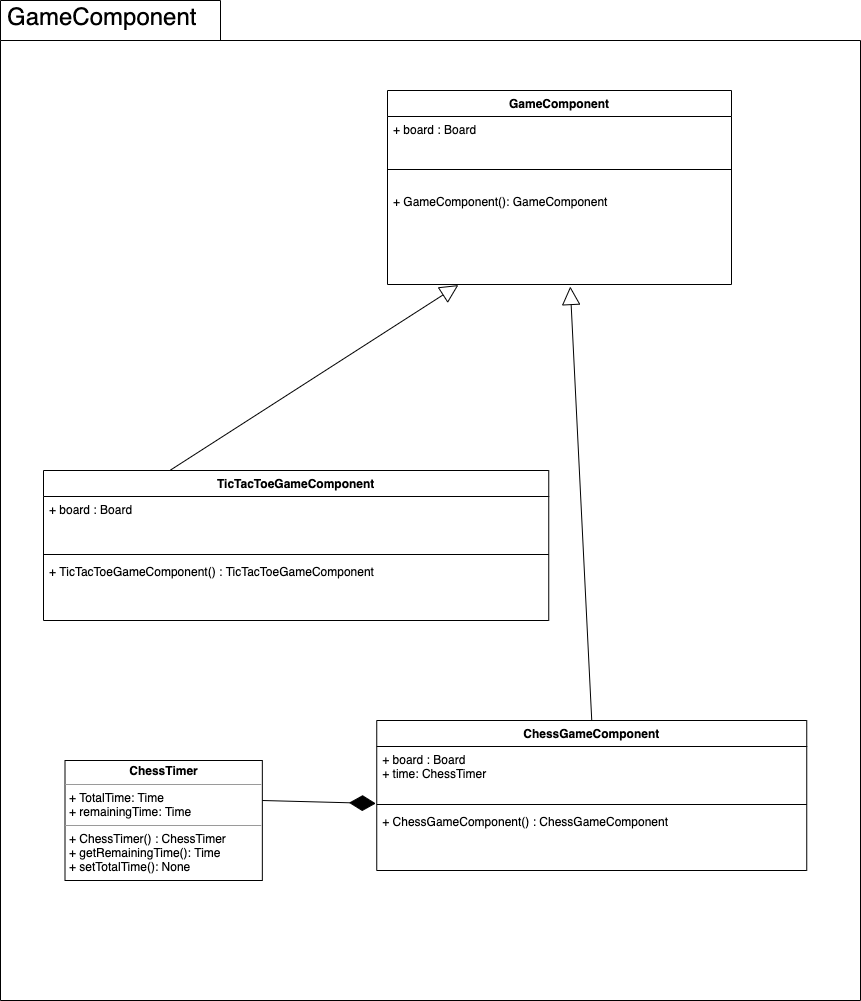 GameComponent
GameComponent
+ board : Board
+ GameComponent(): GameComponent
TicTacToeGameComponent
+ board : Board
+ TicTacToeGameComponent() : TicTacToeGameComponent
ChessGameComponent
+ board : Board
+ time: ChessTimer
+ ChessGameComponent() : ChessGameComponent
ChessTimer
+ TotalTime: Time
+ remainingTime: Time
+ ChessTimer() : ChessTimer
+ getRemainingTime(): Time
+ setTotalTime(): None